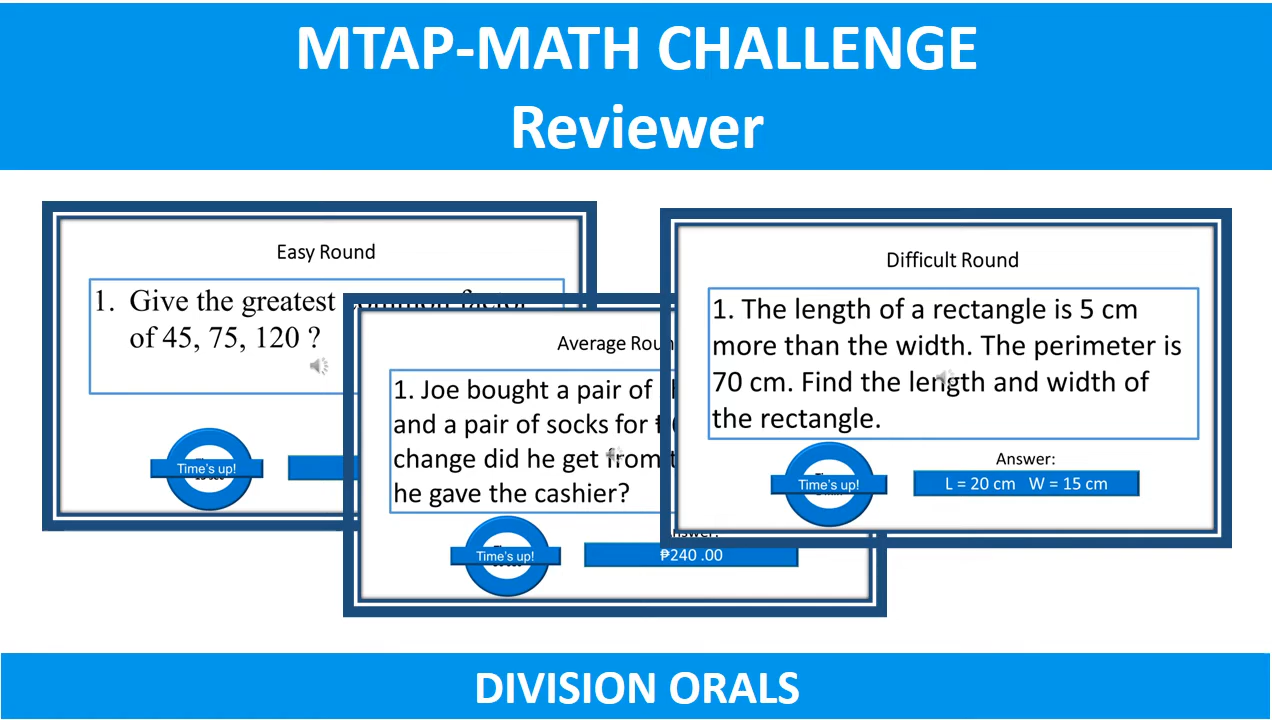 MTAP-MATH CHALLENGE
Reviewer
Easy Round
1. Give the greatest common factor
of 45, 75, 120 ?
Time's up!
Average Roun
1. Joe bought a pair of
and a pair of socks for ₱
change did he get from
he gave the cashier?
Time's up!
Answer:
₱240 .00
Difficult Round
1. The length of a rectangle is 5 cm
more than the width. The perimeter is
70 cm. Find the length and width of
the rectangle.
Time's up!
Answer:
L = 20 cm W = 15 cm
DIVISION ORALS